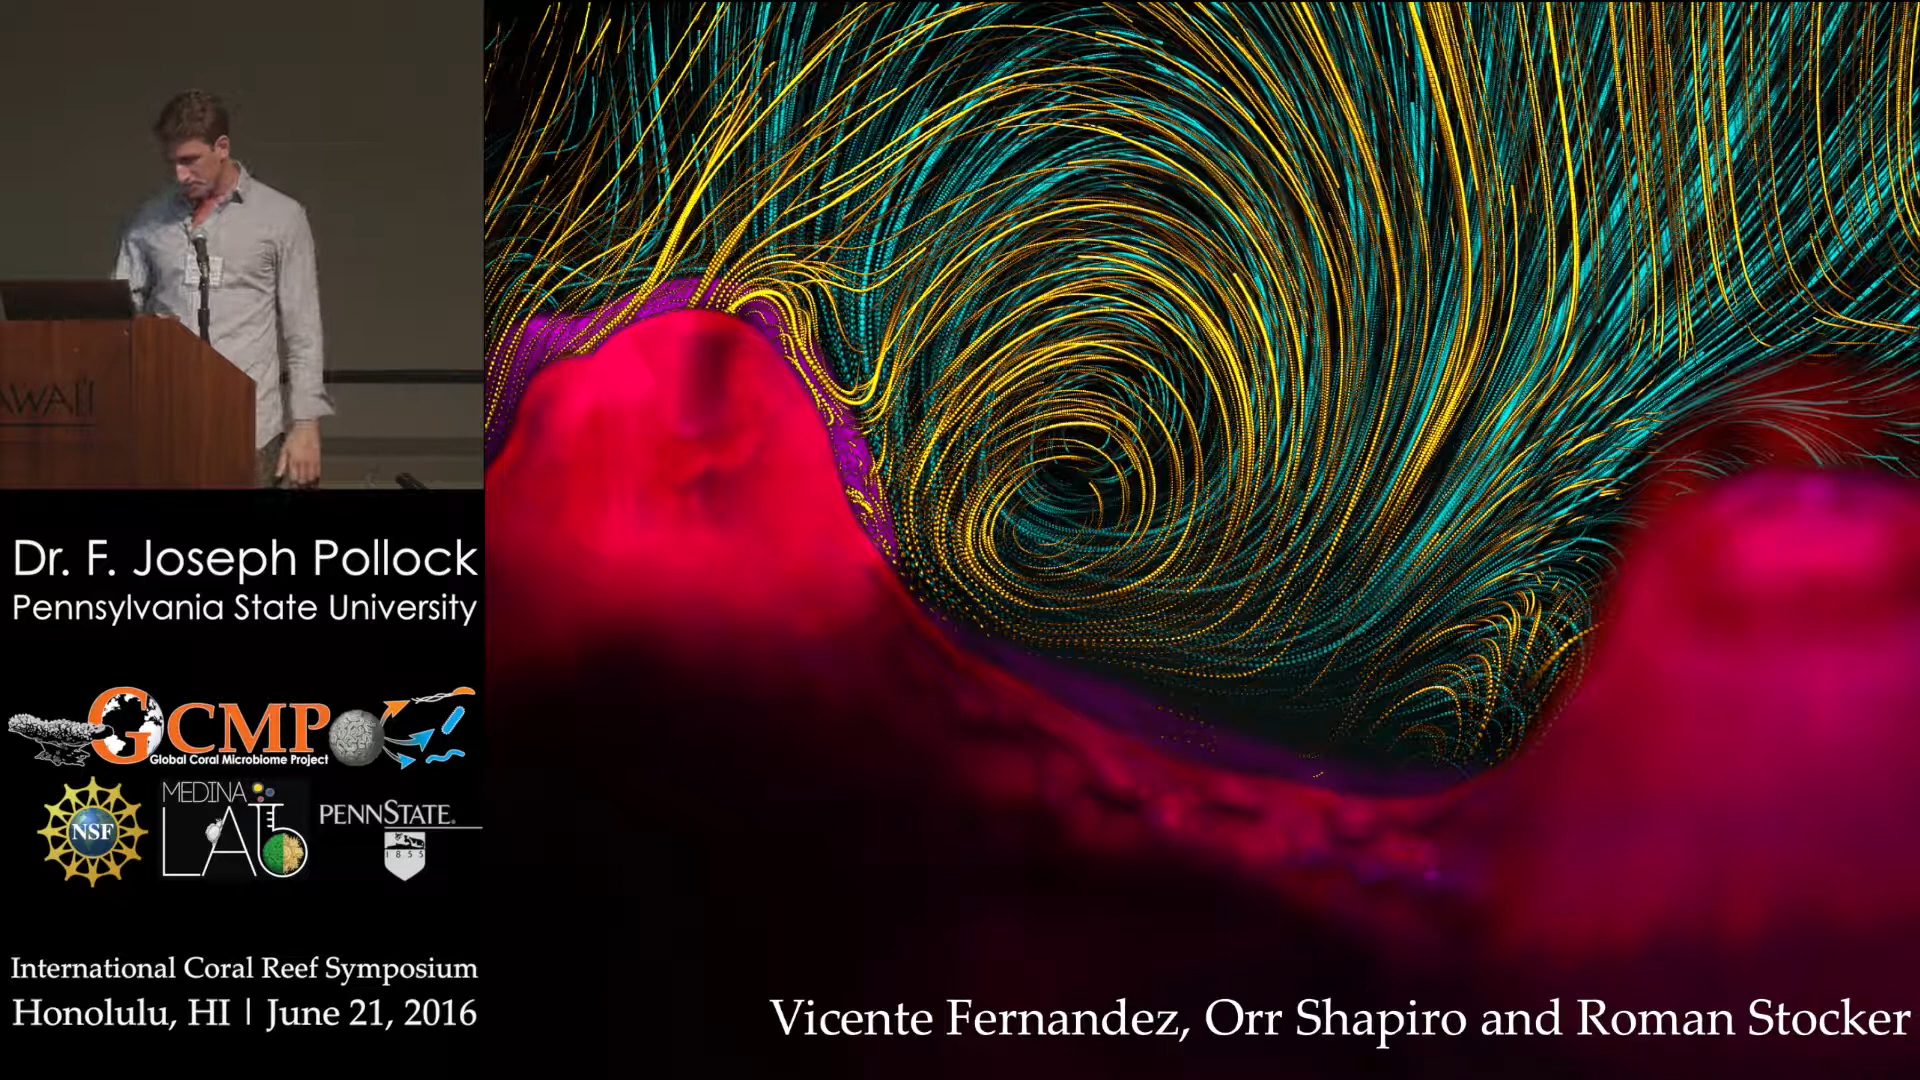 AWAI'I
Dr. F. Joseph Pollock
Pennsylvania State University
GCMP
Global Coral Microbiome Project
NSF
MEDINA
LAb
PENNSTATE.
1855
International Coral Reef Symposium
Honolulu, HI | June 21, 2016
Vicente Fernandez, Orr Shapiro and Roman Stocker